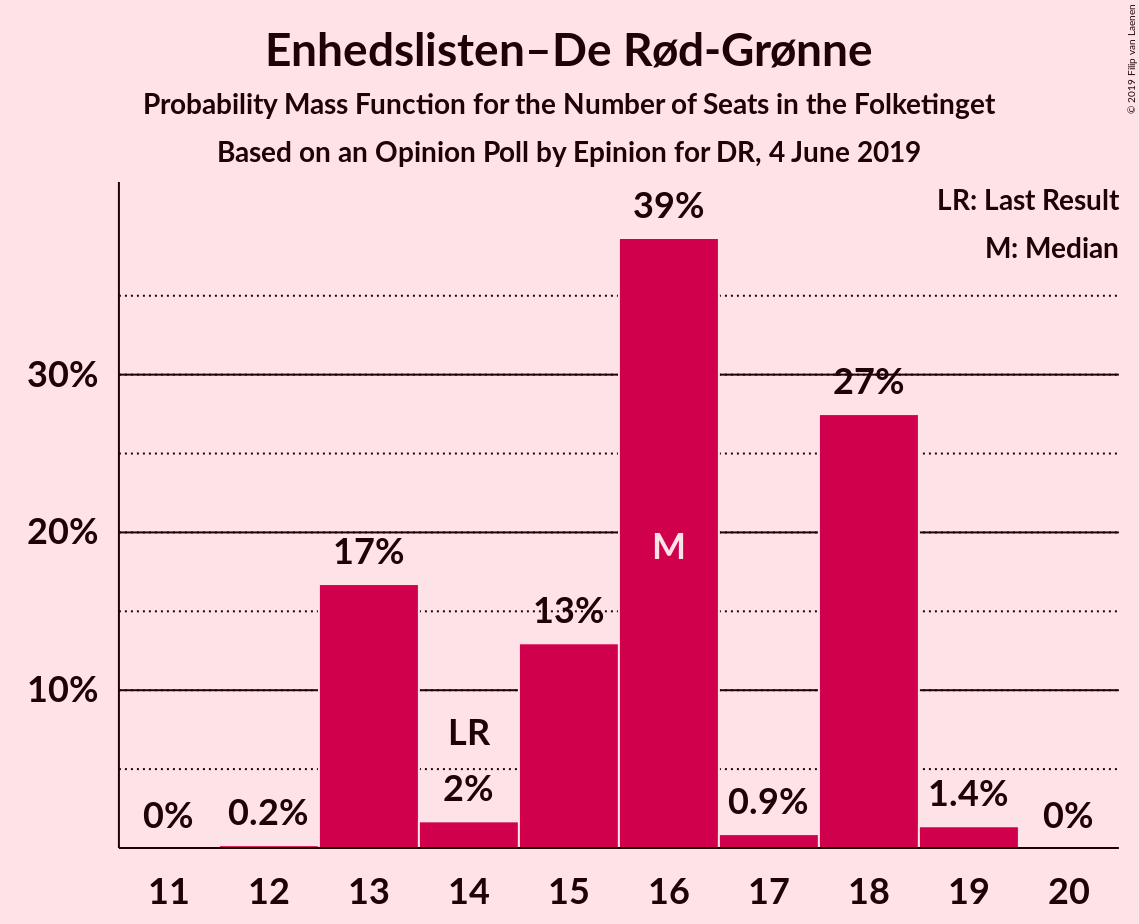 Enhedslisten–De Rød-Grønne
Probability Mass Function for the Number of Seats in the Folketinget
Based on an Opinion Poll by Epinion for DR, 4 June 2019
© 2019 Filip van Laenen
LR: Last Result
M: Median
39%
30%
27%
20%
17%
M
13%
10%
LR
0%
0.2%
2%
0.9%
1.4%
0%
11 12 13 14 15 16 17 18 19 20